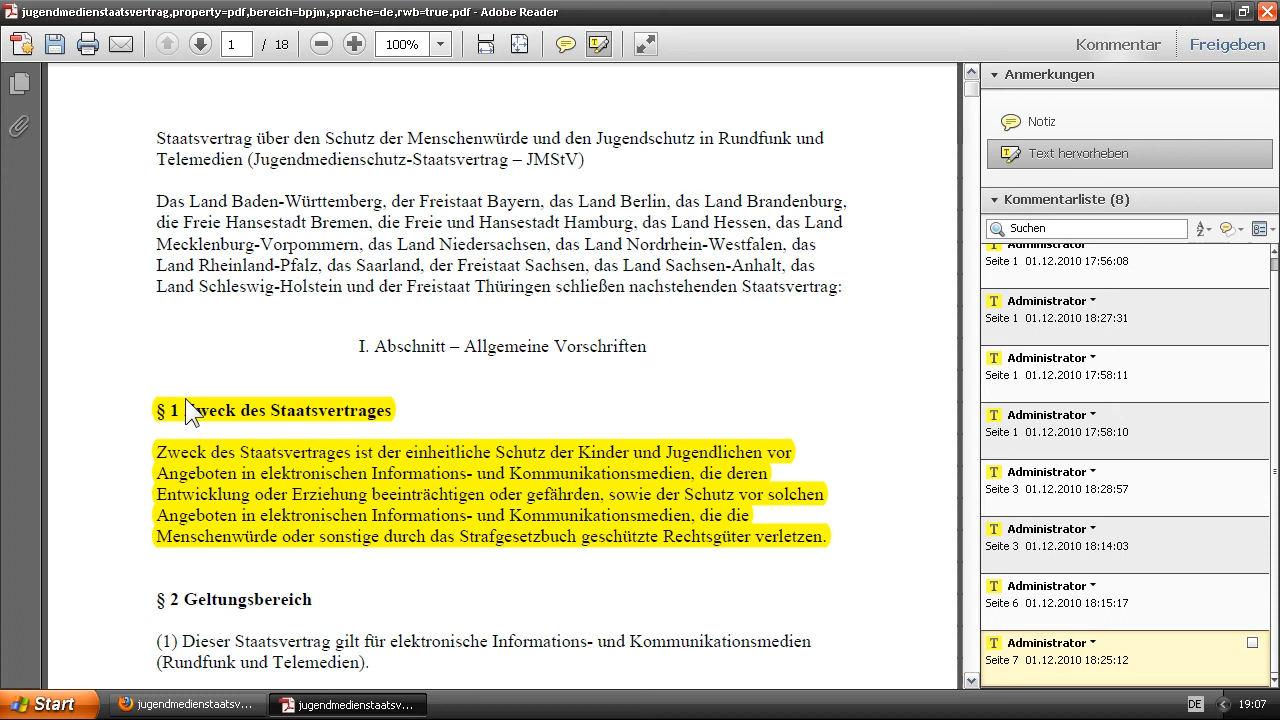 jugendmedienstaatsvertrag,property=pdf,bereich=bpjm,sprache=de,rwb=true.pdf - Adobe Reader
1 / 18 100% Kommentar Freigeben
Staatsvertrag über den Schutz der Menschenwürde und den Jugendschutz in Rundfunk und
Telemedien (Jugendmedienschutz-Staatsvertrag – JMStV)
Das Land Baden-Württemberg, der Freistaat Bayern, das Land Berlin, das Land Brandenburg,
die Freie Hansestadt Bremen, die Freie und Hansestadt Hamburg, das Land Hessen, das Land
Mecklenburg-Vorpommern, das Land Niedersachsen, das Land Nordrhein-Westfalen, das
Land Rheinland-Pfalz, das Saarland, der Freistaat Sachsen, das Land Sachsen-Anhalt, das
Land Schleswig-Holstein und der Freistaat Thüringen schließen nachstehenden Staatsvertrag:
I. Abschnitt – Allgemeine Vorschriften
§ 1 Zweck des Staatsvertrages
Zweck des Staatsvertrages ist der einheitliche Schutz der Kinder und Jugendlichen vor
Angeboten in elektronischen Informations- und Kommunikationsmedien, die deren
Entwicklung oder Erziehung beeinträchtigen oder gefährden, sowie der Schutz vor solchen
Angeboten in elektronischen Informations- und Kommunikationsmedien, die die
Menschenwürde oder sonstige durch das Strafgesetzbuch geschützte Rechtsgüter verletzen.
§ 2 Geltungsbereich
(1) Dieser Staatsvertrag gilt für elektronische Informations- und Kommunikationsmedien
(Rundfunk und Telemedien).
Anmerkungen
Notiz
Text hervorheben
Kommentarliste (8)
Suchen
Administrator
Seite 1 01.12.2010 17:56:08
Administrator
Seite 1 01.12.2010 18:27:31
Administrator
Seite 1 01.12.2010 17:58:11
Administrator
Seite 1 01.12.2010 17:58:10
Administrator
Seite 3 01.12.2010 18:28:57
Administrator
Seite 3 01.12.2010 18:14:03
Administrator
Seite 6 01.12.2010 18:15:17
Administrator
Seite 7 01.12.2010 18:25:12
Start jugendmedienstaatsv... jugendmedienstaatsv... DE 19:07